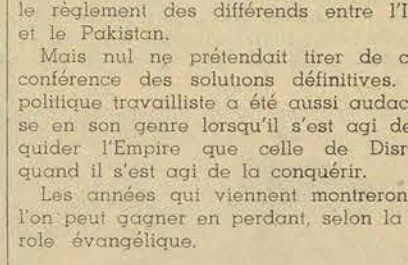 le règlement des différends entre l'I
et le Pakistan.
Mais nul ne prétendait tirer de c
conférence des solutions définitives.
politique travailliste a été aussi audac
se en son genre lorsqu'il s'est agi de
quider l'Empire que celle de Disr
quand il s'est agi de la conquérir.
Les années qui viennent montreron
l'on peut gagner en perdant, selon la
role évangélique.